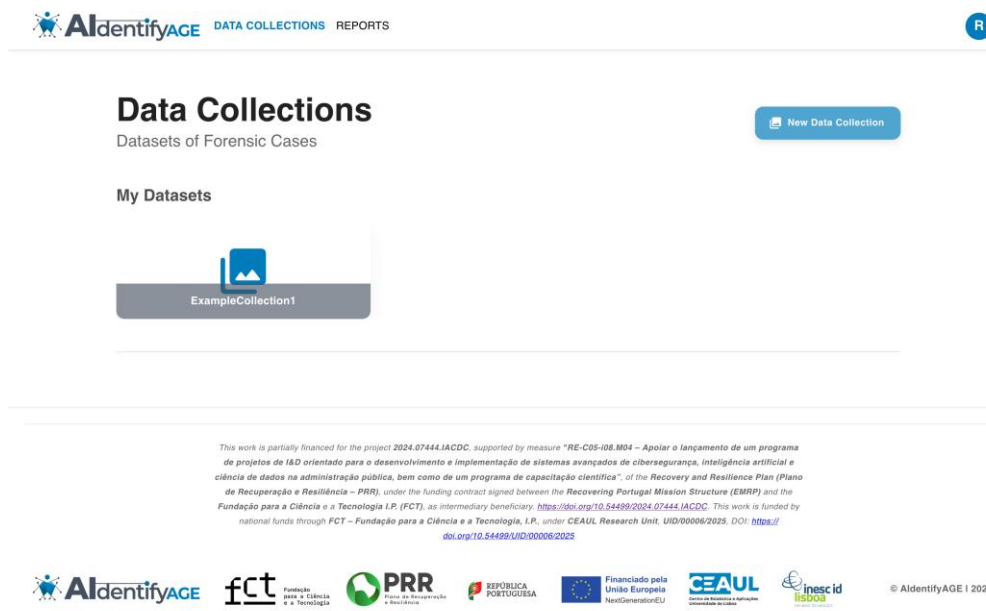 AIdentifyAGE DATA COLLECTIONS REPORTS R
Data Collections
Datasets of Forensic Cases
New Data Collection
My Datasets
ExampleCollection1
This work is partially financed for the project 2024.07444.IACDC, supported by measure "RE-C05-i08.M04 – Apoiar o lançamento de um programa
de projetos de I&D orientado para o desenvolvimento e implementação de sistemas avançados de cibersegurança, inteligência artificial e
ciência de dados na administração pública, bem como de um programa de capacitação científica", of the Recovery and Resilience Plan (Plano
de Recuperação e Resiliência – PRR), under the funding contract signed between the Recovering Portugal Mission Structure (EMRP) and the
Fundação para a Ciência e a Tecnologia I.P. (FCT), as intermediary beneficiary. https://doi.org/10.54499/2024.07444.IACDC. This work is funded by
national funds through FCT – Fundação para a Ciência e a Tecnologia, I.P., under CEAUL Research Unit, UID/00006/2025, DOI: https://
doi.org/10.54499/UID/00006/2025
AIdentifyAGE
fct
Fundação
para a Ciência
e a Tecnologia
PRR
Plano de Recuperação
e Resiliência
REPÚBLICA
PORTUGUESA
Financiado pela
União Europeia
NextGenerationEU
CEAUL
Centro de Estatística e Aplicações
Universidade de Lisboa
inesc id
lisboa
© AIdentifyAGE | 202